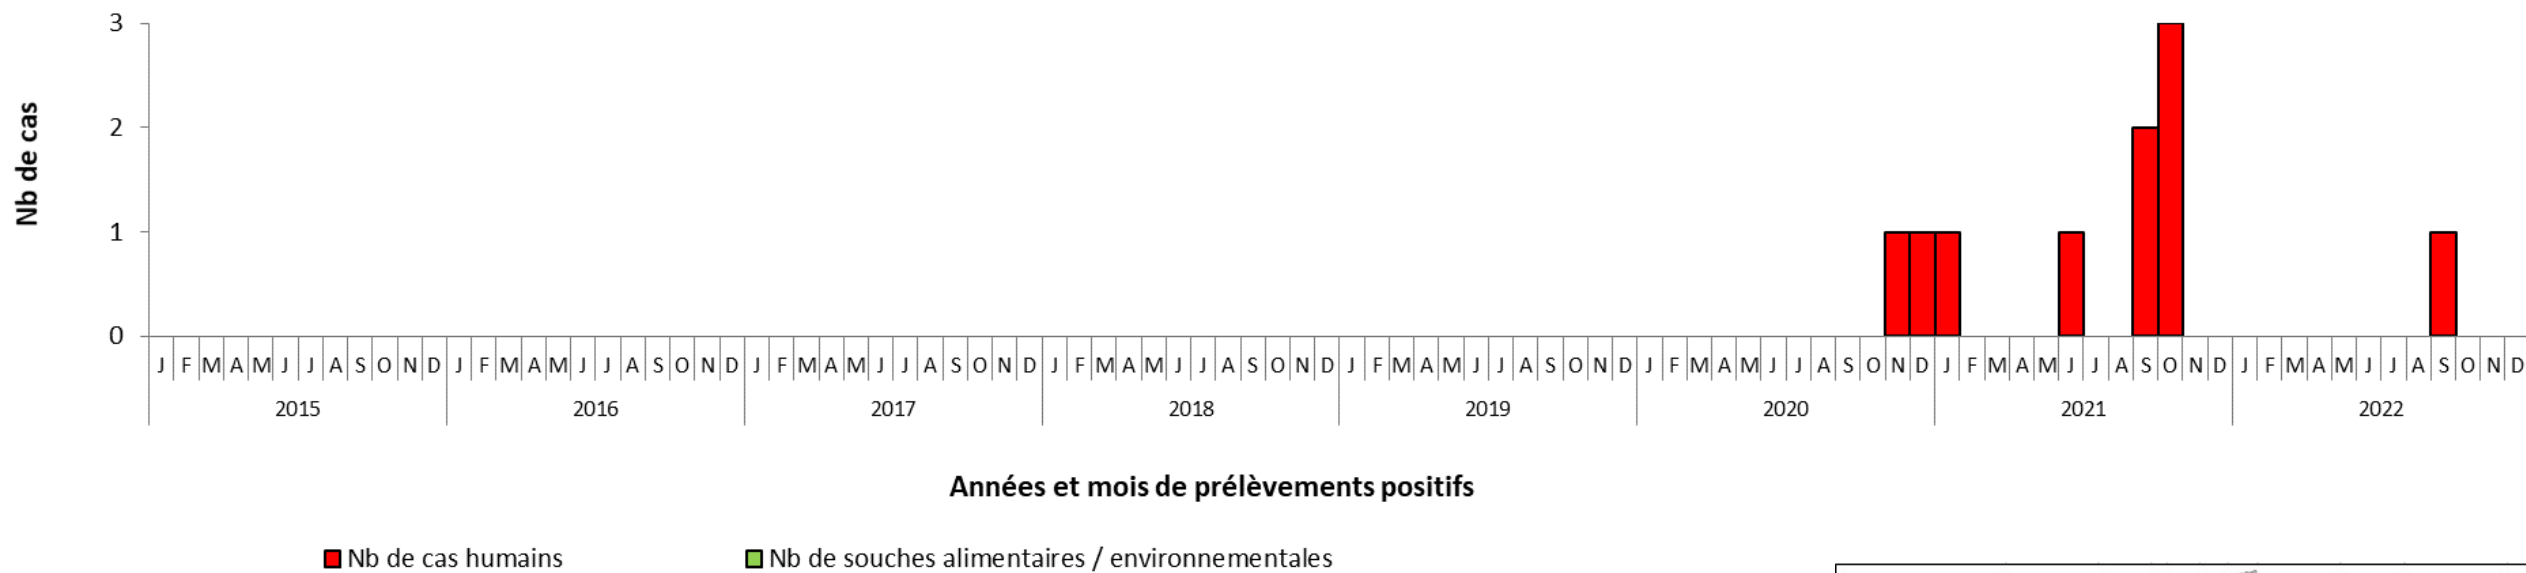 3
Nb de cas
2
1
0
J F M A M J J A S O N D J F M A M J J A S O N D J F M A M J J A S O N D J F M A M J J A S O N D J F M A M J J A S O N D J F M A M J J A S O N D J F M A M J J A S O N D J F M A M J J A S O N D
2015 2016 2017 2018 2019 2020 2021 2022
Années et mois de prélèvements positifs
Nb de cas humains Nb de souches alimentaires / environnementales